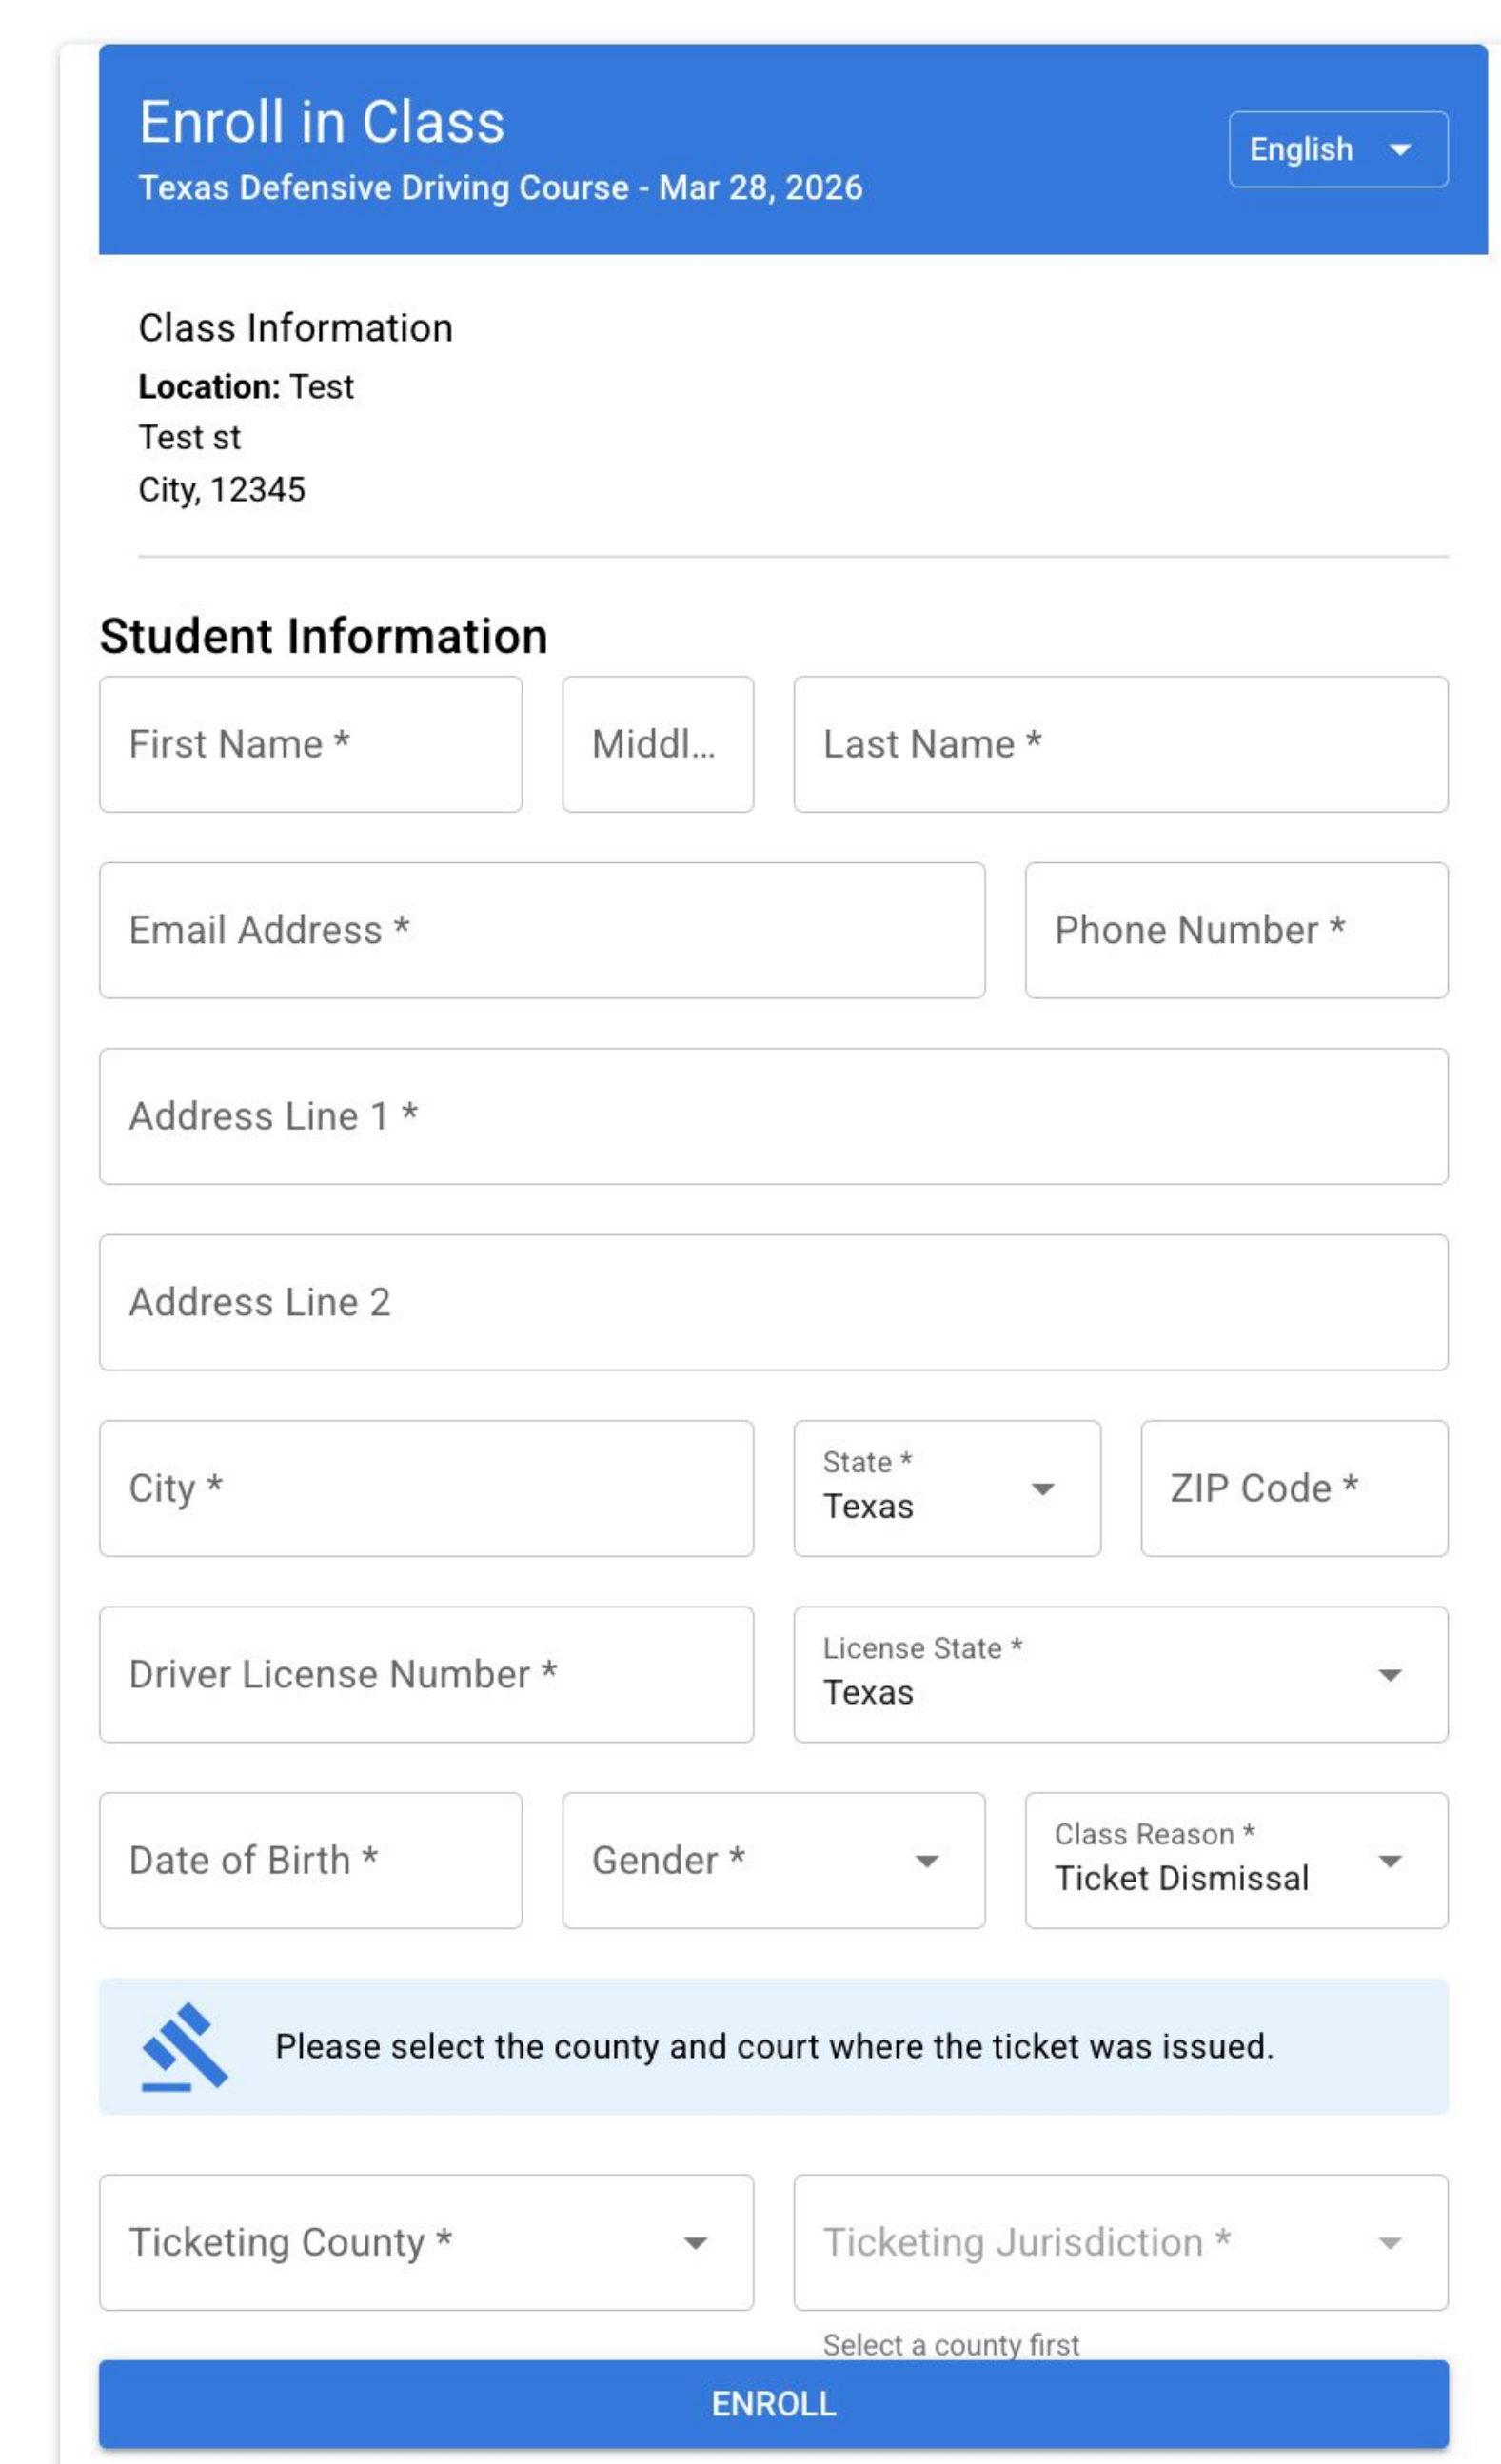 Enroll in Class
English
Texas Defensive Driving Course - Mar 28, 2026
Class Information
Location: Test
Test st
City, 12345
Student Information
First Name * Middl... Last Name *
Email Address * Phone Number *
Address Line 1 *
Address Line 2
City * State * Texas ZIP Code *
Driver License Number * License State * Texas
Date of Birth * Gender * Class Reason * Ticket Dismissal
Please select the county and court where the ticket was issued.
Ticketing County * Ticketing Jurisdiction *
Select a county first
ENROLL